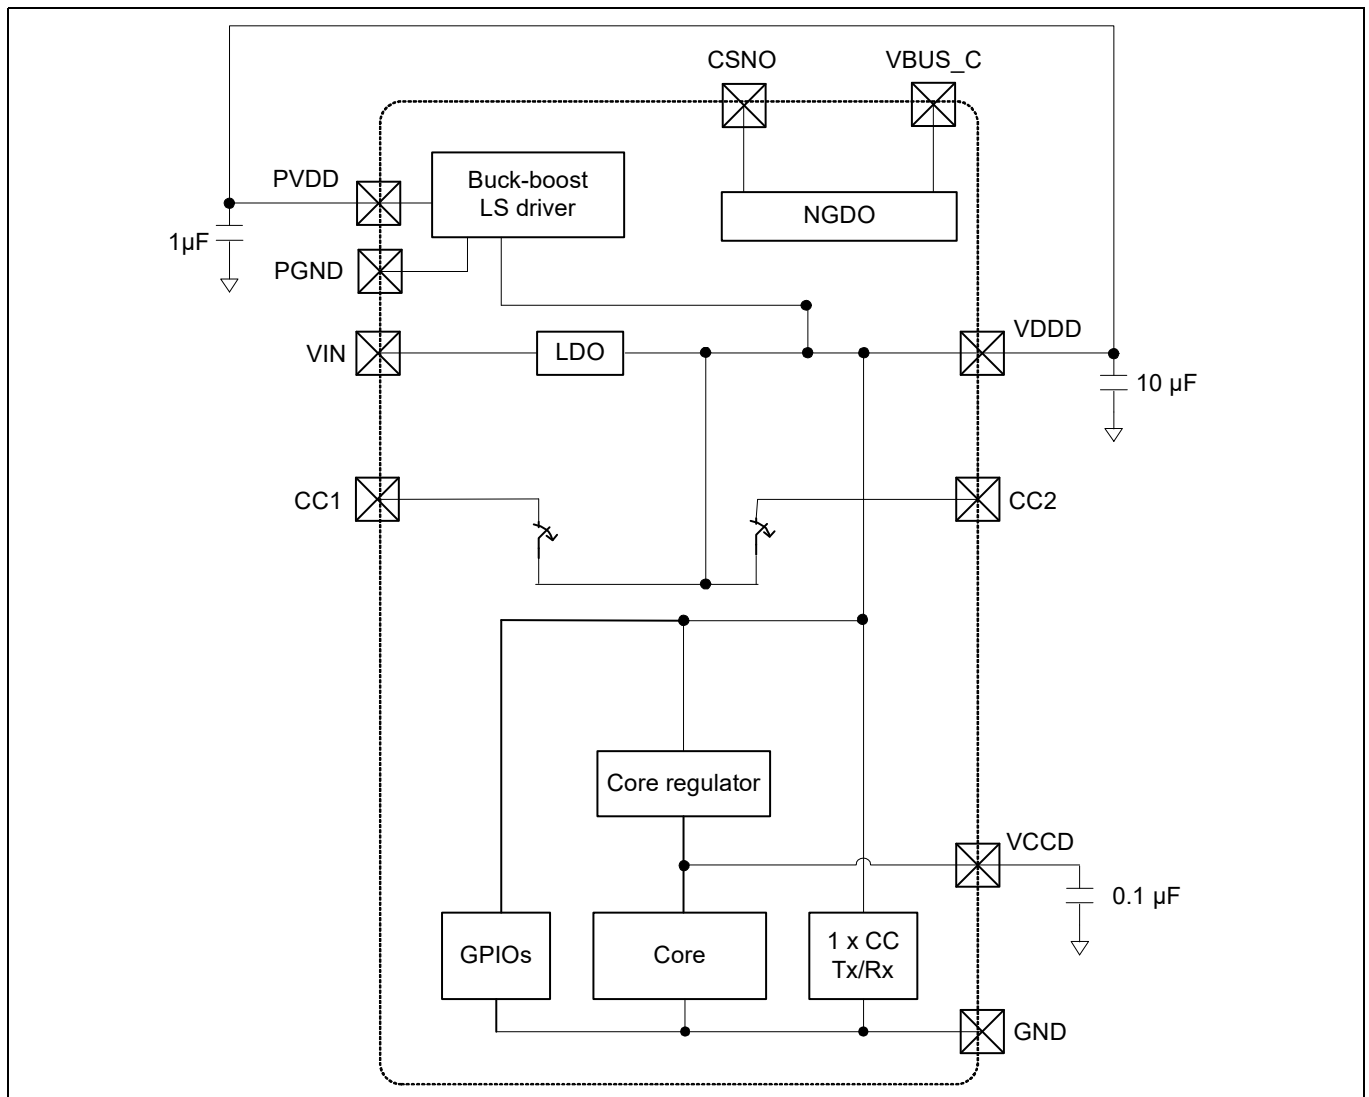 CSNO
VBUS_C
PVDD
Buck-boost
LS driver
NGDO
1µF
PGND
VDDD
VIN
LDO
10 µF
CC1
CC2
Core regulator
VCCD
0.1 µF
GPIOs
Core
1 x CC
Tx/Rx
GND